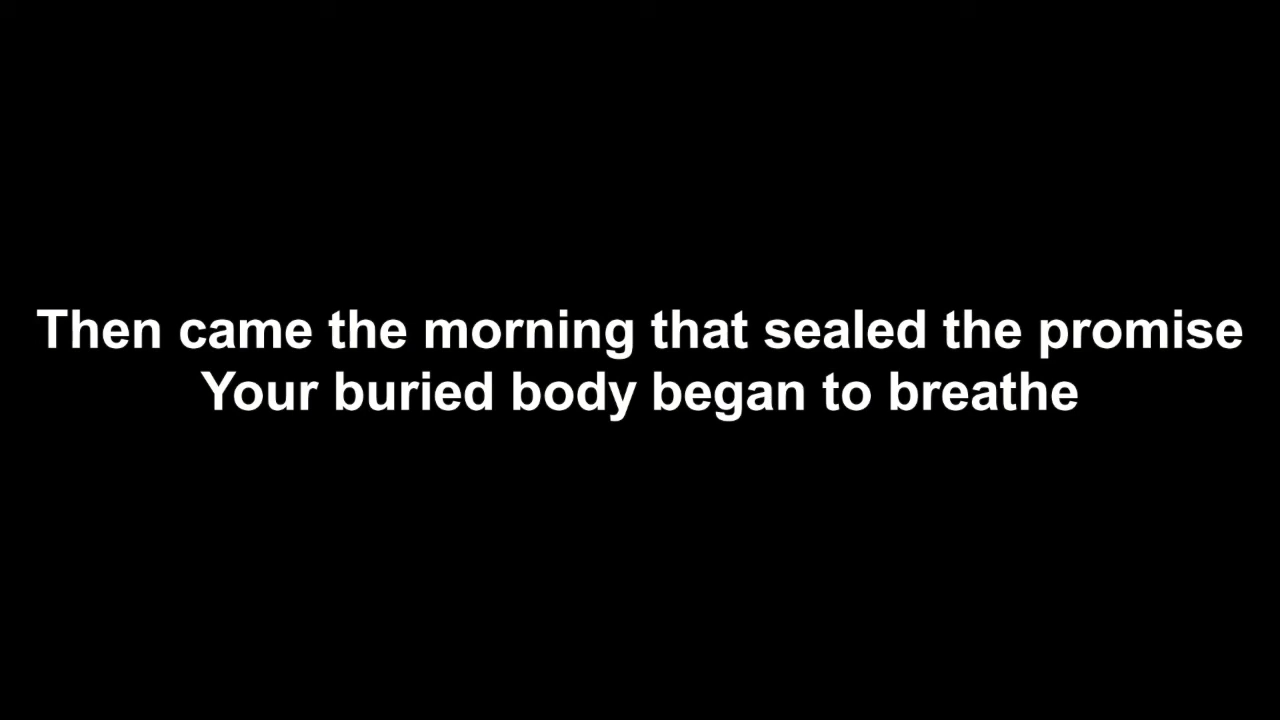 Then came the morning that sealed the promise
Your buried body began to breathe